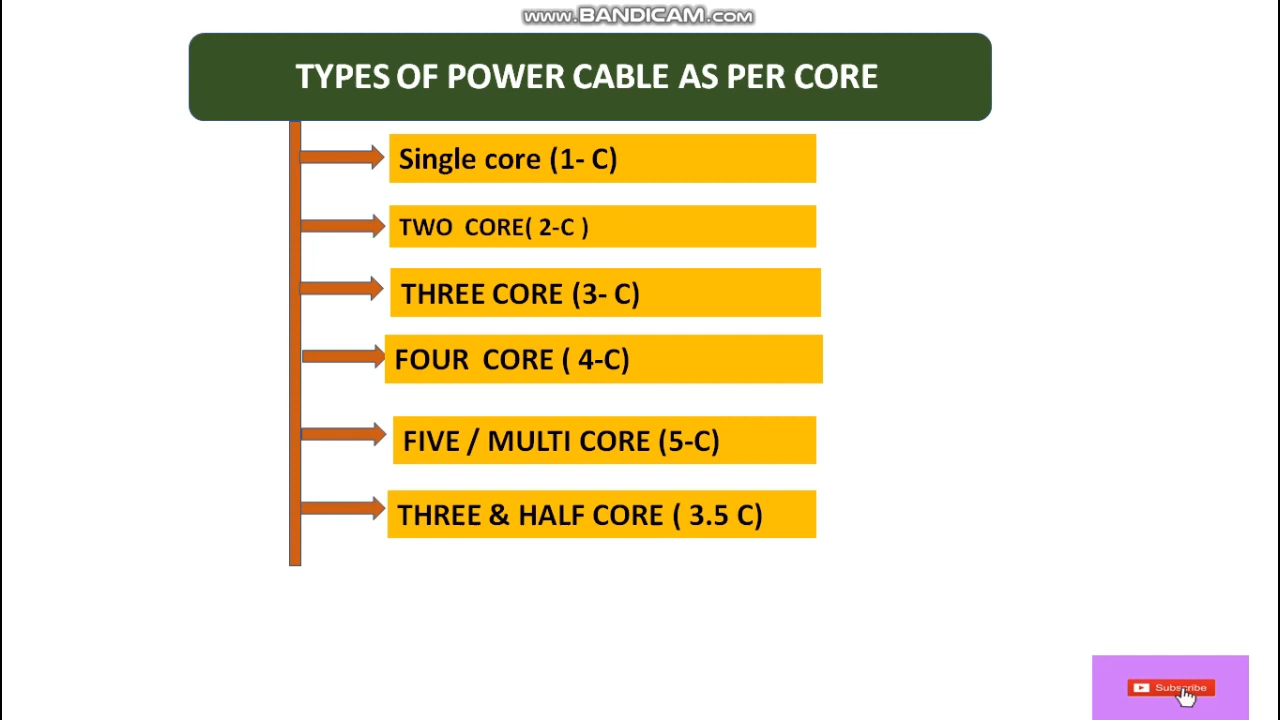 www.BANDICAM.com
TYPES OF POWER CABLE AS PER CORE
Single core (1- C)
TWO  CORE( 2-C )
THREE CORE (3- C)
FOUR  CORE ( 4-C)
FIVE / MULTI CORE (5-C)
THREE & HALF CORE ( 3.5 C)
Subscribe